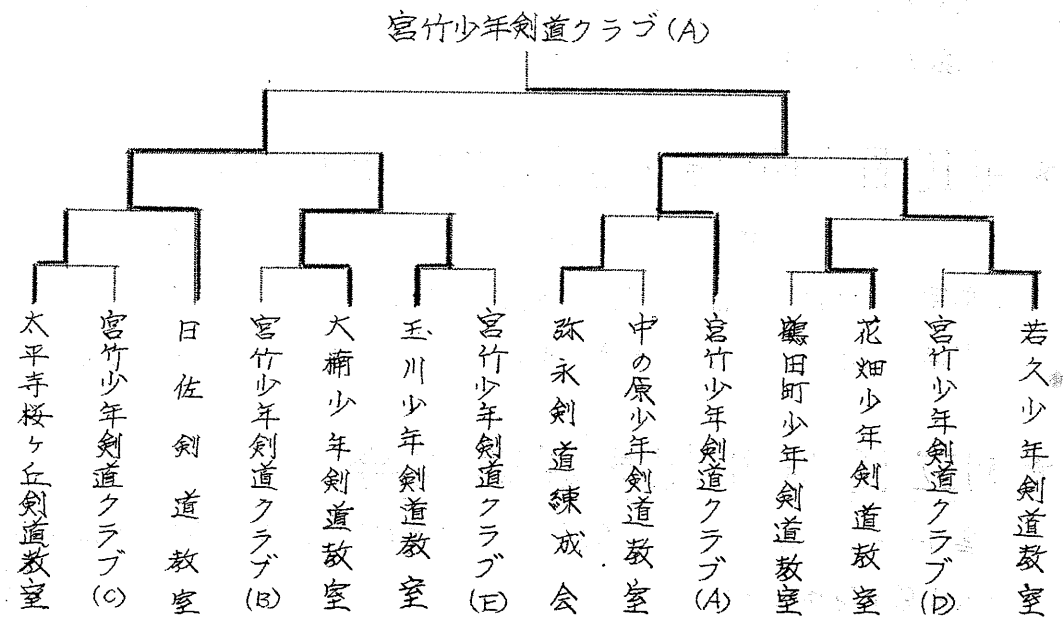 宮竹少年剣道クラブ(A)
太平寺桜ヶ丘剣道教室
宮竹少年剣道クラブ(C)
日佐剣道教室
宮竹少年剣道クラブ(B)
大楠少年剣道教室
玉川少年剣道教室
宮竹少年剣道クラブ(E)
弥永剣道錬成会
中の原少年剣道教室
宮竹少年剣道クラブ(A)
鶴田町少年剣道教室
花畑少年剣道教室
宮竹少年剣道クラブ(D)
若久少年剣道教室